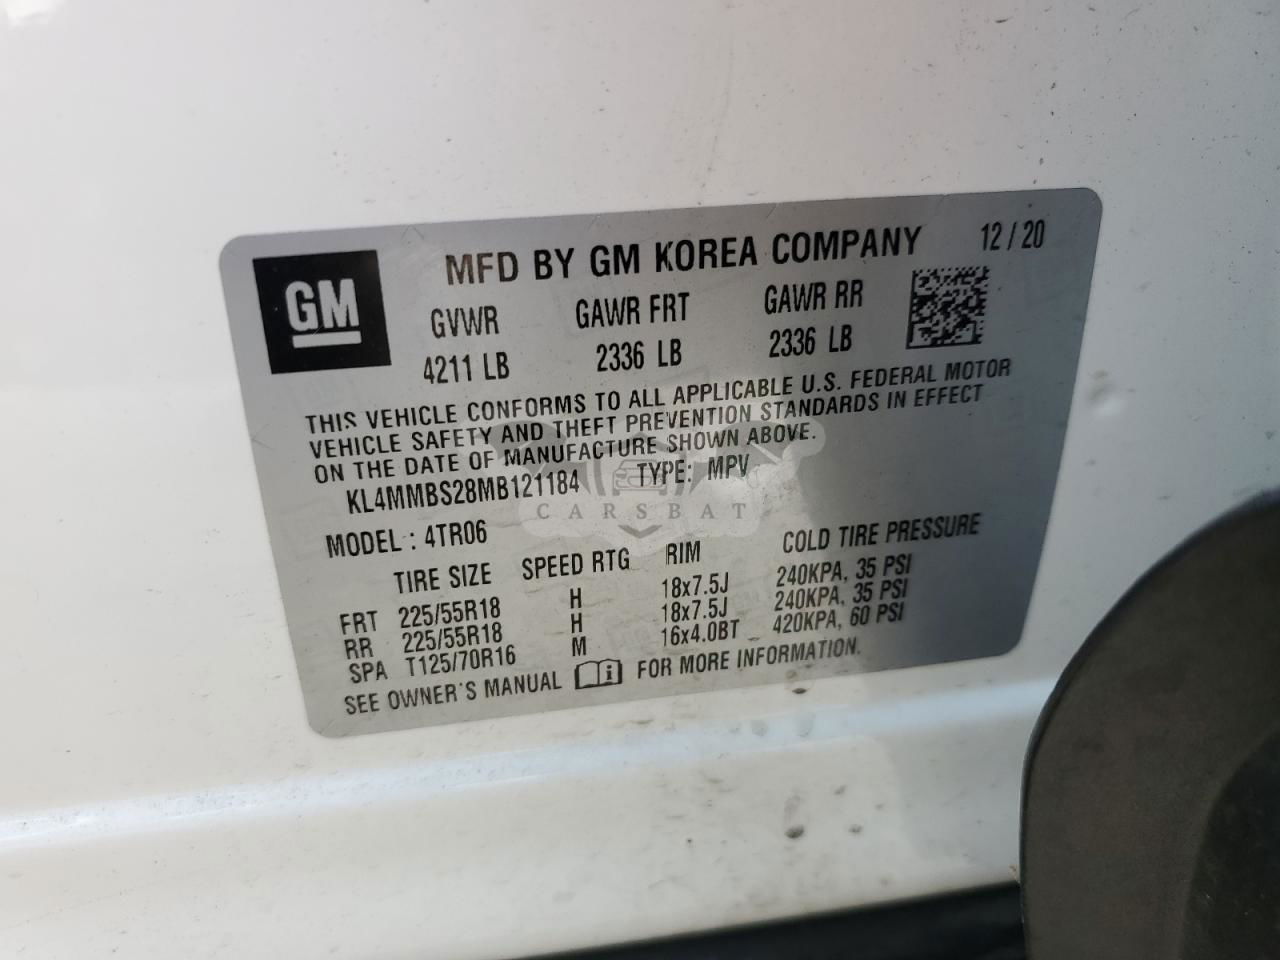 GM
MFD BY GM KOREA COMPANY 12/20
GVWR GAWR FRT GAWR RR
4211 LB 2336 LB 2336 LB
THIS VEHICLE CONFORMS TO ALL APPLICABLE U.S. FEDERAL MOTOR
VEHICLE SAFETY AND THEFT PREVENTION STANDARDS IN EFFECT
ON THE DATE OF MANUFACTURE SHOWN ABOVE.
KL4MMBS28MB121184 TYPE: MPV
CARSBAT
MODEL : 4TR06
TIRE SIZE SPEED RTG RIM COLD TIRE PRESSURE
FRT 225/55R18 H 18x7.5J 240KPA, 35 PSI
RR 225/55R18 H 18x7.5J 240KPA, 35 PSI
SPA T125/70R16 M 16x4.0BT 420KPA, 60 PSI
SEE OWNER'S MANUAL i FOR MORE INFORMATION.